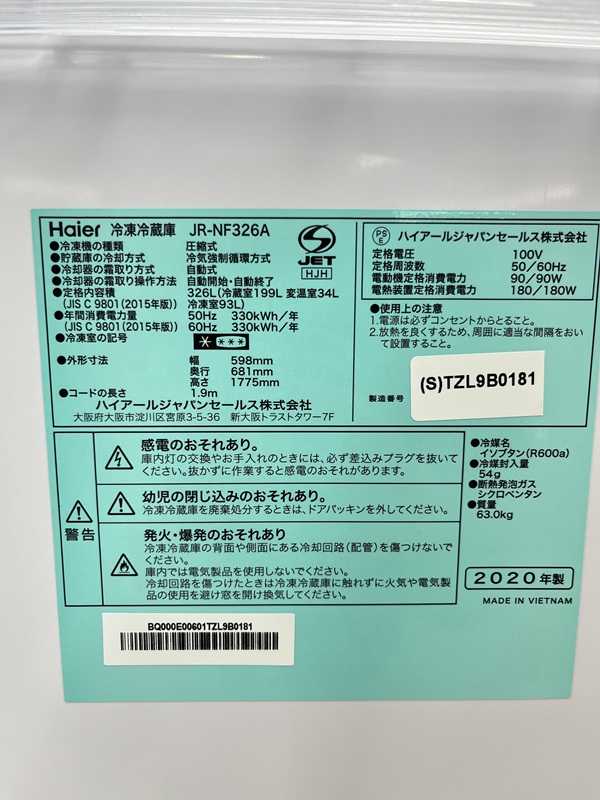 Haier 冷凍冷蔵庫 JR-NF326A
●冷凍機の種類 圧縮式
●貯蔵庫の冷却方式 冷気強制循環方式
●冷却器の霜取り方式 自動式
●冷却器の霜取り操作方法 自動開始・自動終了
●定格内容積 326L(冷蔵室199L 変温室34L
(JIS C 9801(2015年版)) 冷凍室93L)
●年間消費電力量 50Hz 330kWh/年
(JIS C 9801(2015年版)) 60Hz 330kWh/年
●冷凍室の記号
●外形寸法 幅 598mm
奥行 681mm
高さ 1775mm
●コードの長さ 1.9m
ハイアールジャパンセールス株式会社
大阪府大阪市淀川区宮原3-5-36 新大阪トラストタワー7F
S
JET
HJH
PS
E
ハイアールジャパンセールス株式会社
定格電圧 100V
定格周波数 50/60Hz
電動機定格消費電力 90/90W
電熱装置定格消費電力 180/180W
●使用上の注意
1.電源は必ずコンセントからとること。
2.放熱を良くするため、周囲に適当な間隔をおい
て設置すること。
製造番号
(S)TZL9B0181
警告
感電のおそれあり。
庫内灯の交換やお手入れのときには、必ず差込みプラグを抜いて
ください。抜かずに作業すると感電のおそれがあります。
幼児の閉じ込みのおそれあり。
冷凍冷蔵庫を廃棄処分するときは、ドアパッキンを外してください。
発火・爆発のおそれあり
冷凍冷蔵庫の背面や側面にある冷却回路(配管)を傷つけないで
ください。
庫内では電気製品を使用しないでください。
冷却回路を傷つけたときは冷凍冷蔵庫に触れずに火気や電気製
品の使用を避け窓を開け換気してください。
●冷媒名
イソブタン(R600a)
●冷媒封入量
54g
●断熱発泡ガス
シクロペンタン
●質量
63.0kg
2020年製
MADE IN VIETNAM
BQ000E00601TZL9B0181